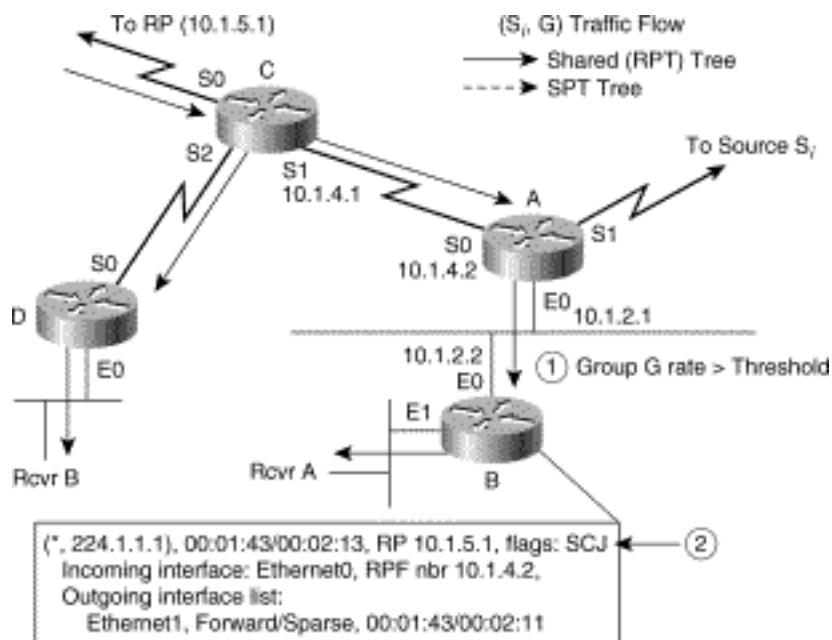 To RP (10.1.5.1)
(Si, G) Traffic Flow
Shared (RPT) Tree
SPT Tree
S0
C
S2
S1
10.1.4.1
To Source Si
A
S0
S1
10.1.4.2
E0
10.1.2.1
S0
D
E0
10.1.2.2
E0
1 Group G rate > Threshold
E1
Rcvr B
Rcvr A
B
(*, 224.1.1.1), 00:01:43/00:02:13, RP 10.1.5.1, flags: SCJ
2
Incoming interface: Ethernet0, RPF nbr 10.1.4.2,
Outgoing interface list:
Ethernet1, Forward/Sparse, 00:01:43/00:02:11